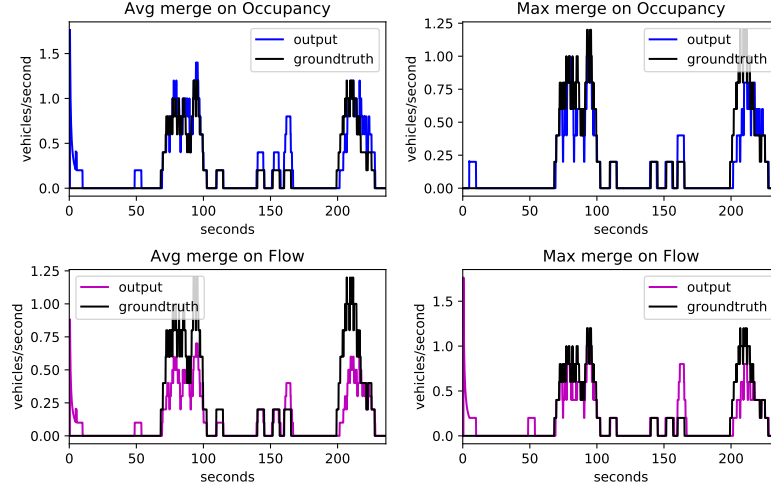 Avg merge on Occupancy
vehicles/second
1.5
1.0
0.5
0.0
0
50
100
150
200
seconds
output
groundtruth
Max merge on Occupancy
vehicles/second
1.25
1.00
0.75
0.50
0.25
0.00
0
50
100
150
200
seconds
output
groundtruth
Avg merge on Flow
vehicles/second
1.25
1.00
0.75
0.50
0.25
0.00
0
50
100
150
200
seconds
output
groundtruth
Max merge on Flow
vehicles/second
1.5
1.0
0.5
0.0
0
50
100
150
200
seconds
output
groundtruth